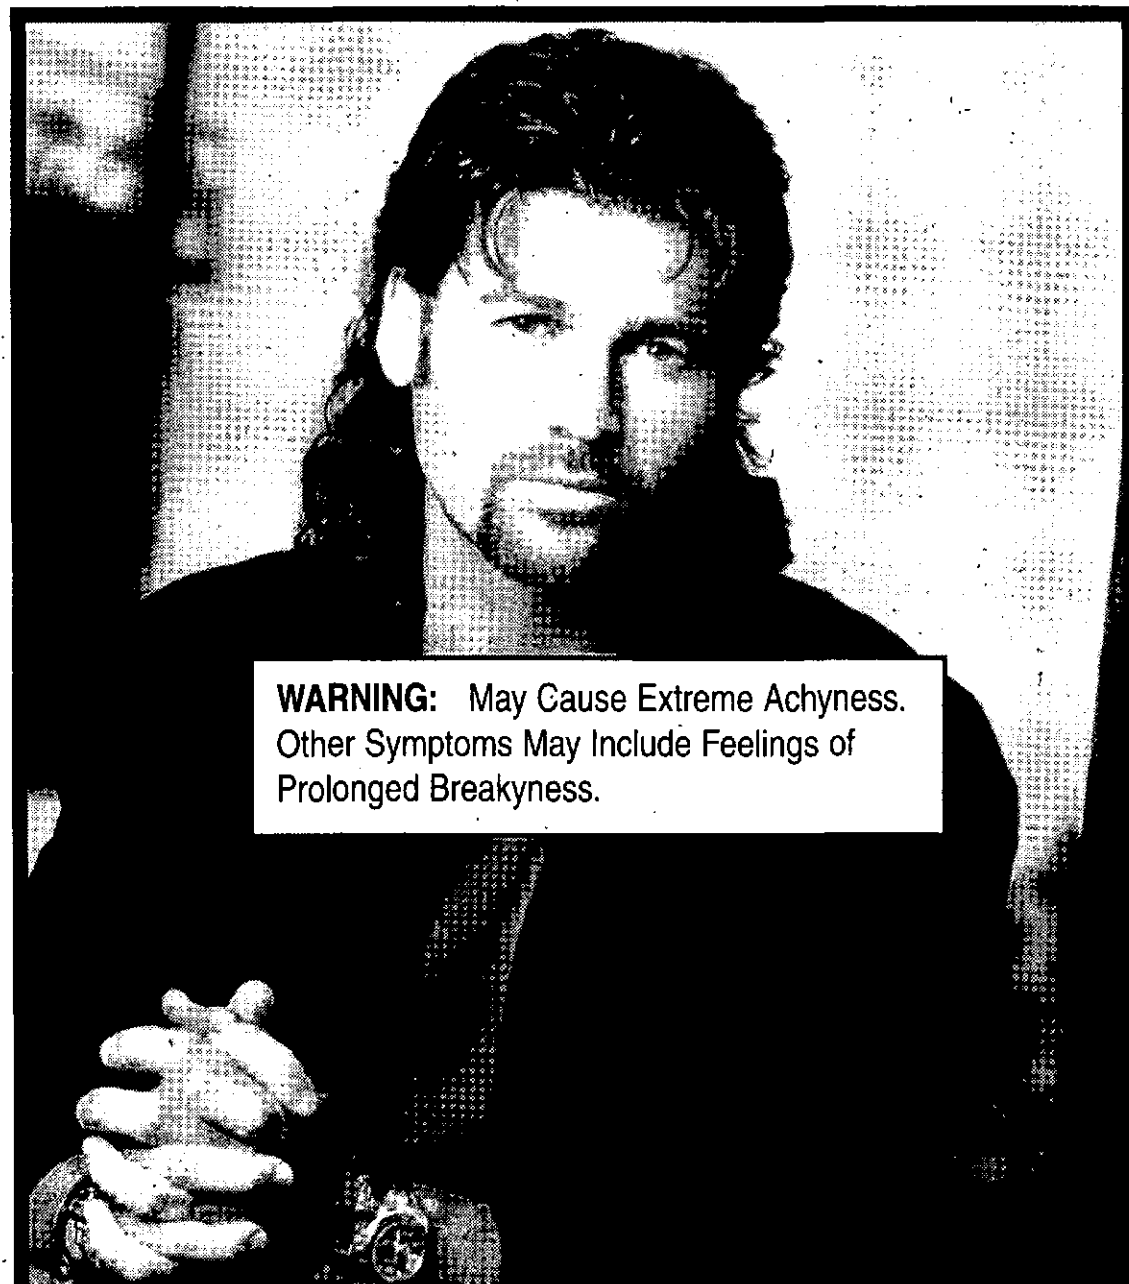 WARNING: May Cause Extreme Achyness.
Other Symptoms May Include Feelings of
Prolonged Breakyness.